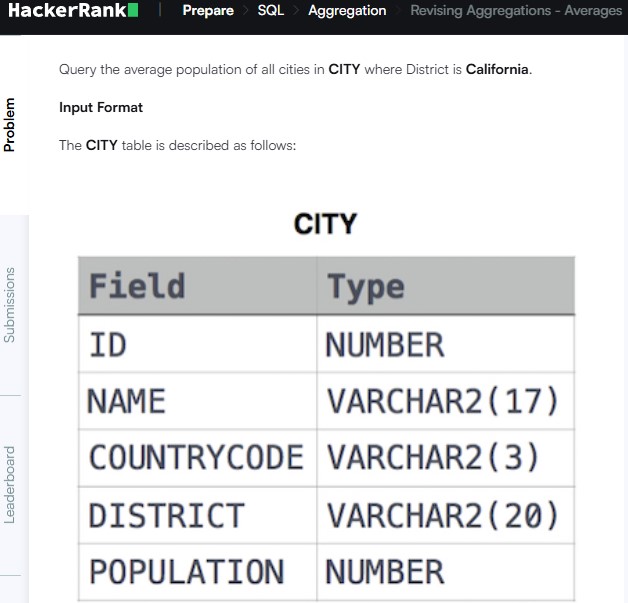 HackerRank | Prepare > SQL > Aggregation > Revising Aggregations - Averages
Problem
Submissions
Leaderboard
Query the average population of all cities in CITY where District is California.
Input Format
The CITY table is described as follows:
CITY
Field Type
ID NUMBER
NAME VARCHAR2(17)
COUNTRYCODE VARCHAR2(3)
DISTRICT VARCHAR2(20)
POPULATION NUMBER